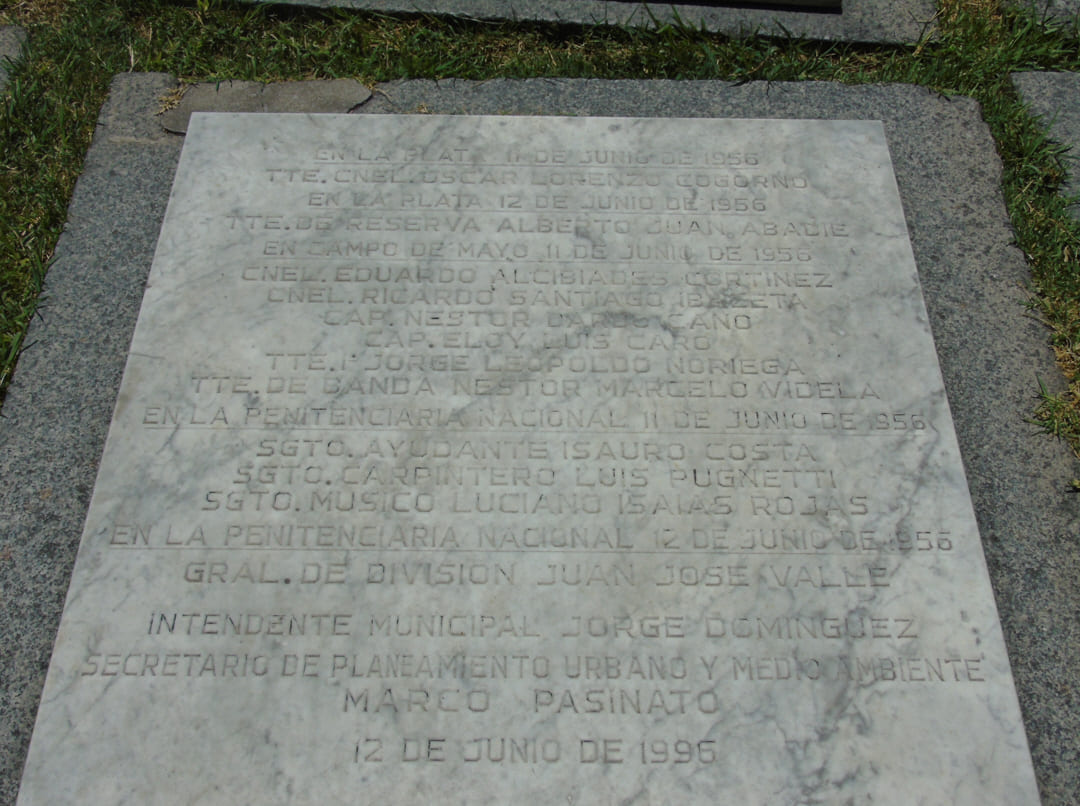 EN LA PLATA 11 DE JUNIO DE 1956
TTE. CNEL. OSCAR LORENZO COGORNO
EN LA PLATA 12 DE JUNIO DE 1956
TTE. DE RESERVA ALBERTO JUAN ABADIE
EN CAMPO DE MAYO 11 DE JUNIO DE 1956
CNEL. EDUARDO ALCIBIADES CORTINEZ
CNEL. RICARDO SANTIAGO IBAZETA
CAP. NESTOR DARDO CANO
CAP. ELOY LUIS CARO
TTE. 1º JORGE LEOPOLDO NORIEGA
TTE. DE BANDA NESTOR MARCELO VIDELA
EN LA PENITENCIARIA NACIONAL 11 DE JUNIO DE 1956
SGTO. AYUDANTE ISAURO COSTA
SGTO. CARPINTERO LUIS PUGNETTI
SGTO. MUSICO LUCIANO ISAIAS ROJAS
EN LA PENITENCIARIA NACIONAL 12 DE JUNIO DE 1956
GRAL. DE DIVISION JUAN JOSE VALLE
INTENDENTE MUNICIPAL JORGE DOMINGUEZ
SECRETARIO DE PLANEAMIENTO URBANO Y MEDIO AMBIENTE
MARCO PASINATO
12 DE JUNIO DE 1996